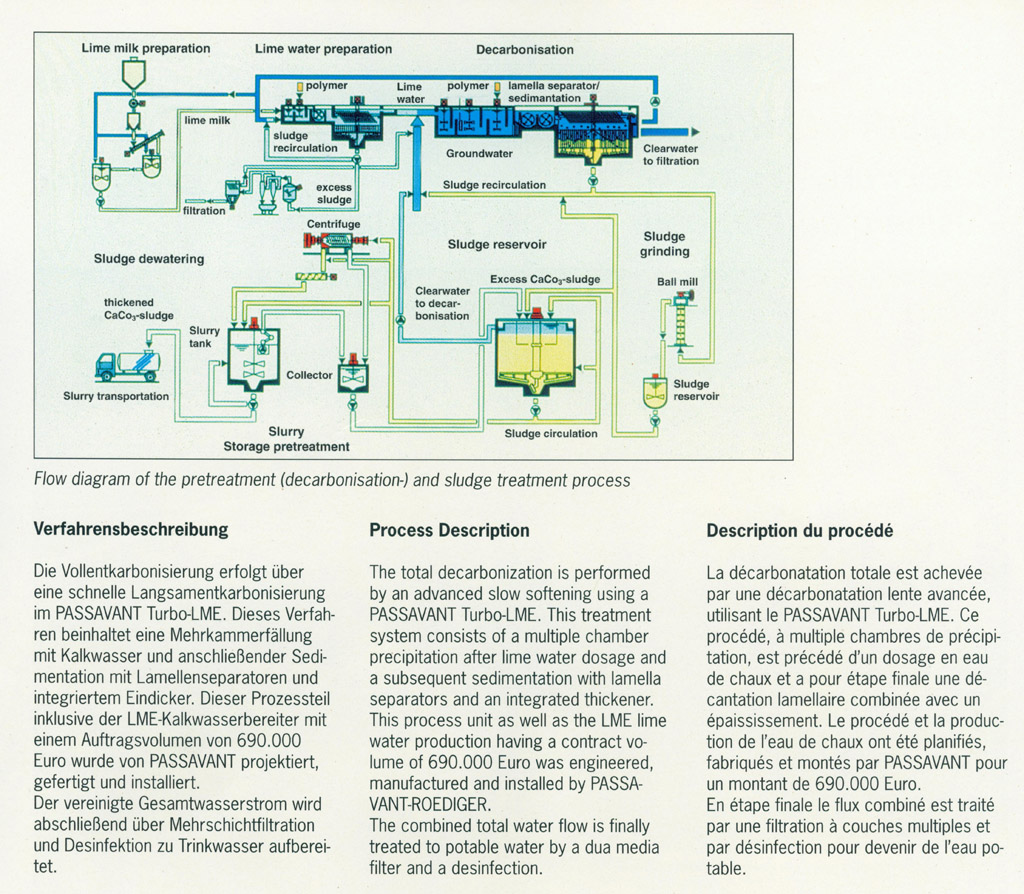 Lime milk preparation
Lime water preparation
Decarbonisation
polymer
Lime
water
polymer
lamella separator/
sedimantation
lime milk
sludge
recirculation
Groundwater
Clearwater
to filtration
excess
sludge
filtration
Sludge recirculation
Centrifuge
Sludge dewatering
Sludge reservoir
Sludge
grinding
Excess CaCo₃-sludge
Ball mill
Clearwater
to decar-
bonisation
thickened
CaCo₃-sludge
Slurry
tank
Collector
Slurry transportation
Sludge
reservoir
Slurry
Storage pretreatment
Sludge circulation
Flow diagram of the pretreatment (decarbonisation-) and sludge treatment process
Verfahrensbeschreibung
Die Vollentkarbonisierung erfolgt über
eine schnelle Langsamentkarbonisierung
im PASSAVANT Turbo-LME. Dieses Verfah-
ren beinhaltet eine Mehrkammerfällung
mit Kalkwasser und anschließender Sedi-
mentation mit Lamellenseparatoren und
integriertem Eindicker. Dieser Prozessteil
inklusive der LME-Kalkwasserbereiter mit
einem Auftragsvolumen von 690.000
Euro wurde von PASSAVANT projektiert,
gefertigt und installiert.
Der vereinigte Gesamtwasserstrom wird
abschließend über Mehrschichtfiltration
und Desinfektion zu Trinkwasser aufberei-
tet.
Process Description
The total decarbonization is performed
by an advanced slow softening using a
PASSAVANT Turbo-LME. This treatment
system consists of a multiple chamber
precipitation after lime water dosage and
a subsequent sedimentation with lamella
separators and an integrated thickener.
This process unit as well as the LME lime
water production having a contract vo-
lume of 690.000 Euro was engineered,
manufactured and installed by PASSA-
VANT-ROEDIGER.
The combined total water flow is finally
treated to potable water by a dua media
filter and a desinfection.
Description du procédé
La décarbonatation totale est achevée
par une décarbonatation lente avancée,
utilisant le PASSAVANT Turbo-LME. Ce
procédé, à multiple chambres de précipi-
tation, est précédé d'un dosage en eau
de chaux et a pour étape finale une dé-
cantation lamellaire combinée avec un
épaississement. Le procédé et la produc-
tion de l'eau de chaux ont été planifiés,
fabriqués et montés par PASSAVANT pour
un montant de 690.000 Euro.
En étape finale le flux combiné est traité
par une filtration à couches multiples et
par désinfection pour devenir de l'eau po-
table.